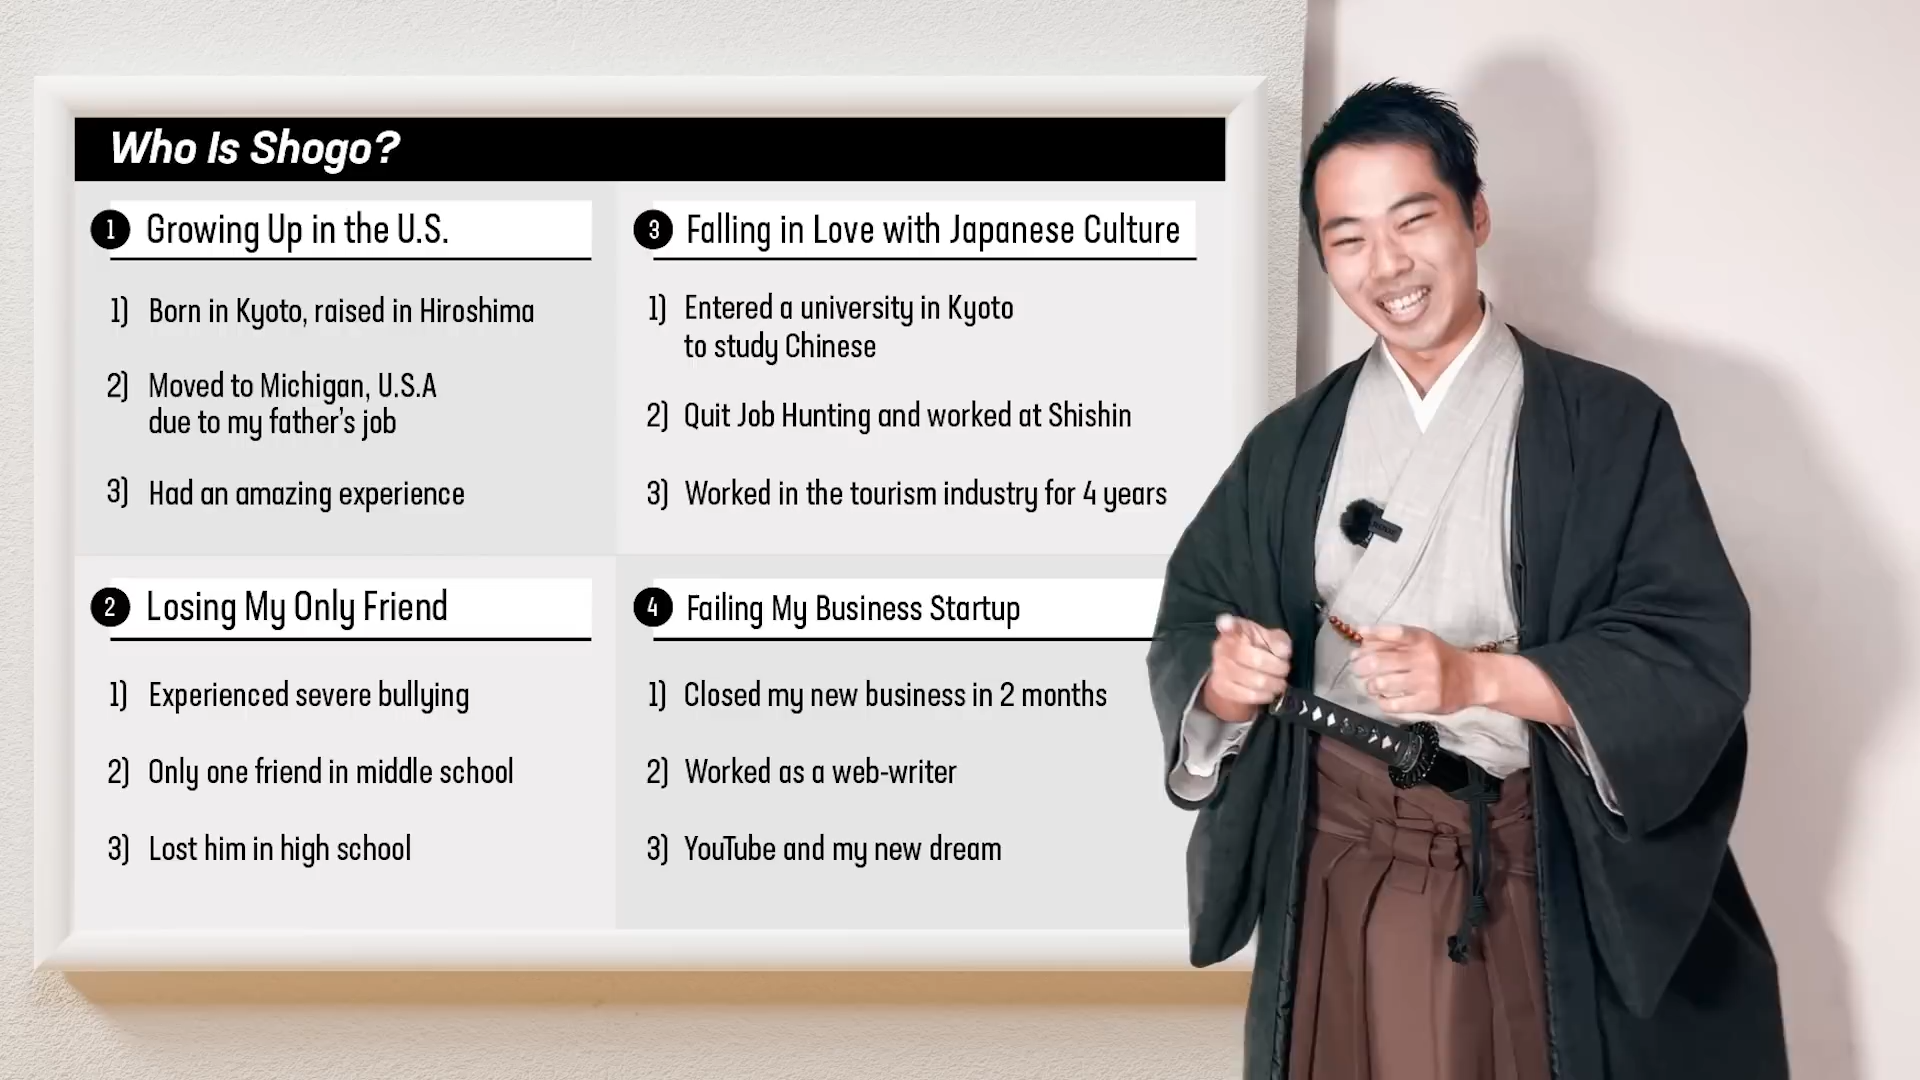 Who Is Shogo?
1 Growing Up in the U.S.
1) Born in Kyoto, raised in Hiroshima
2) Moved to Michigan, U.S.A
due to my father's job
3) Had an amazing experience
2 Losing My Only Friend
1) Experienced severe bullying
2) Only one friend in middle school
3) Lost him in high school
3 Falling in Love with Japanese Culture
1) Entered a university in Kyoto
to study Chinese
2) Quit Job Hunting and worked at Shishin
3) Worked in the tourism industry for 4 years
4 Failing My Business Startup
1) Closed my new business in 2 months
2) Worked as a web-writer
3) YouTube and my new dream